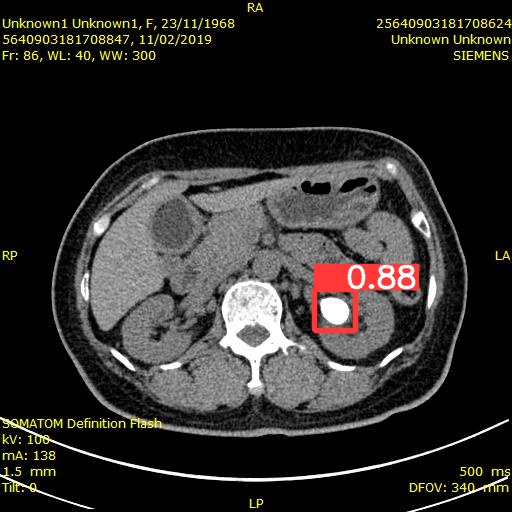 RA
Unknown1 Unknown1, F, 23/11/1968
5640903181708847, 11/02/2019
Fr: 86, WL: 40, WW: 300
25640903181708624
Unknown Unknown
SIEMENS
RP
LA
0.88
SOMATOM Definition Flash
kV: 100
mA: 138
1.5 mm
Tilt: 0
500 ms
DFOV: 340 mm
LP